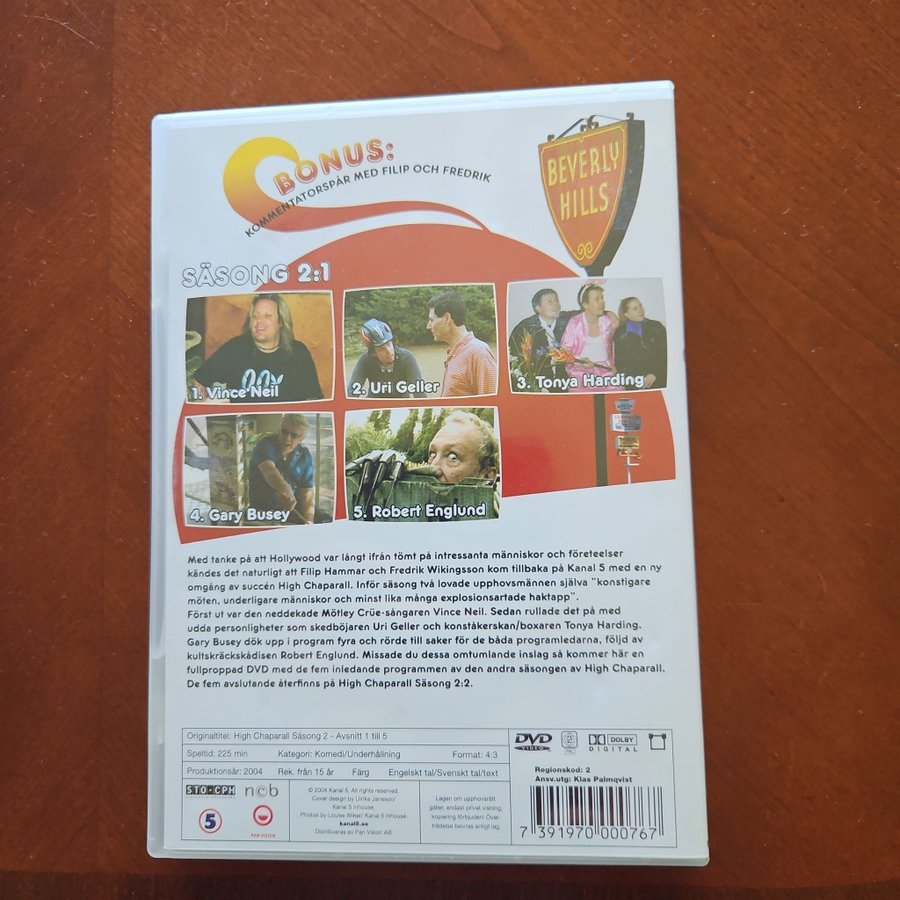 BONUS:
KOMMENTATORSPÅR MED FILIP OCH FREDRIK
BEVERLY
HILLS
SÄSONG 2:1
1. Vince Neil
2. Uri Geller
3. Tonya Harding
4. Gary Busey
5. Robert Englund
Med tanke på att Hollywood var långt ifrån tömt på intressanta människor och företeelser
kändes det naturligt att Filip Hammar och Fredrik Wikingsson kom tillbaka på Kanal 5 med en ny
omgång av succén High Chaparall. Inför säsong två lovade upphovsmännen själva "konstigare
möten, underligare människor och minst lika många explosionsartade haktapp".
Först ut var den neddekade Mötley Crüe-sångaren Vince Neil. Sedan rullade det på med
udda personligheter som skedböjaren Uri Geller och konståkerskan/boxaren Tonya Harding.
Gary Busey dök upp i program fyra och rörde till saker för de båda programledarna, följd av
kultskräckskådisen Robert Englund. Missade du dessa omtumlande inslag så kommer här en
fullproppad DVD med de fem inledande programmen av den andra säsongen av High Chaparall.
De fem avslutande återfinns på High Chaparall Säsong 2:2.
Originaltitel: High Chaparall Säsong 2 - Avsnitt 1 till 5
Speltid: 225 min Kategori: Komedi/Underhållning Format: 4:3
Produktionsår: 2004 Rek. från 15 år Färg Engelskt tal/Svenskt tal/text
STO-CPH
ncb
5
PAN VISION
© 2004 Kanal 5. All rights reserved.
Cover design by Ulrika Jansson/
Kanal 5 inhouse
Photos by Louise Wiker/ Kanal 5 inhouse
kanal5.se
Distribueras av Pan Vision AB.
Lagen om upphovsrätt
gäller, endast privat visning,
kopiering förbjuden! Över-
trädelse beivras enligt lag.
DVD
VIDEO
2
DOLBY
DIGITAL
Regionskod: 2
Ansv.utg: Klas Palmqvist
7 391970 000767